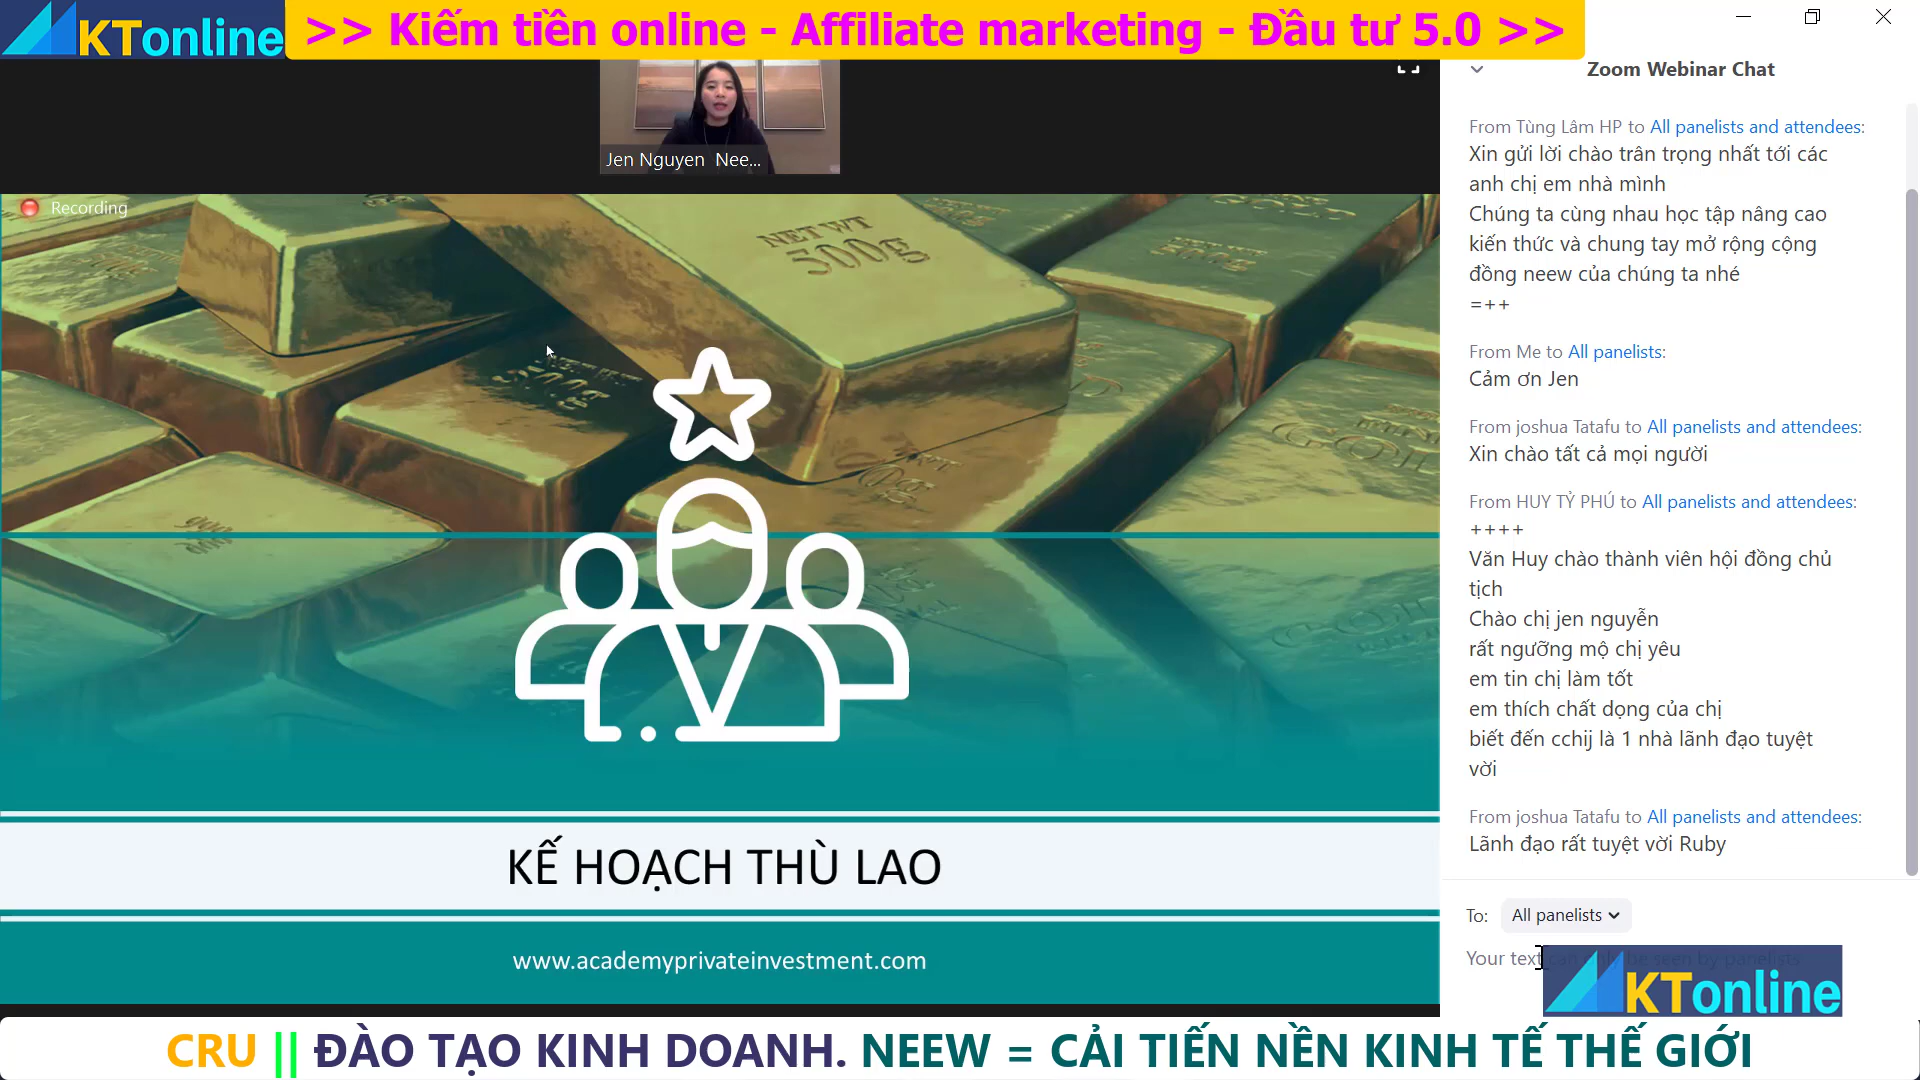 KTonline
>> Kiếm tiền online - Affiliate marketing - Đầu tư 5.0 >>
Jen Nguyen Nee...
Recording
NET WT
500g
KẾ HOẠCH THÙ LAO
www.academyprivateinvestment.com
Zoom Webinar Chat
From Tùng Lâm HP to All panelists and attendees:
Xin gửi lời chào trân trọng nhất tới các
anh chị em nhà mình
Chúng ta cùng nhau học tập nâng cao
kiến thức và chung tay mở rộng cộng
đồng neew của chúng ta nhé
=++
From Me to All panelists:
Cảm ơn Jen
From joshua Tatafu to All panelists and attendees:
Xin chào tất cả mọi người
From HUY TỶ PHÚ to All panelists and attendees:
++++
Văn Huy chào thành viên hội đồng chủ
tịch
Chào chị jen nguyễn
rất ngưỡng mộ chị yêu
em tin chị làm tốt
em thích chất dọng của chị
biết đến cchij là 1 nhà lãnh đạo tuyệt
vời
From joshua Tatafu to All panelists and attendees:
Lãnh đạo rất tuyệt vời Ruby
To: All panelists
Your text can only be seen by panelists
KTonline
CRU || ĐÀO TẠO KINH DOANH. NEEW = CẢI TIẾN NỀN KINH TẾ THẾ GIỚI